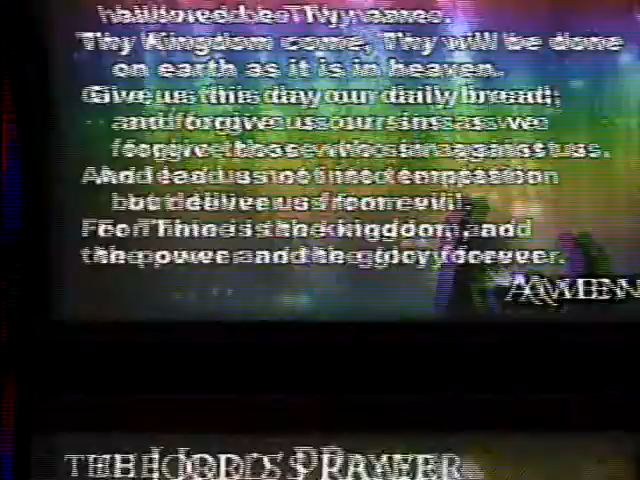 hallowed be Thy name.
Thy Kingdom come, Thy will be done
on earth as it is in heaven.
Give us this day our daily bread;
and forgive us our sins as we
forgive those who sin against us.
And lead us not into temptation
but deliver us from evil.
For Thine is the kingdom, and
the power and the glory forever.
AMEN
THE LORD'S PRAYER